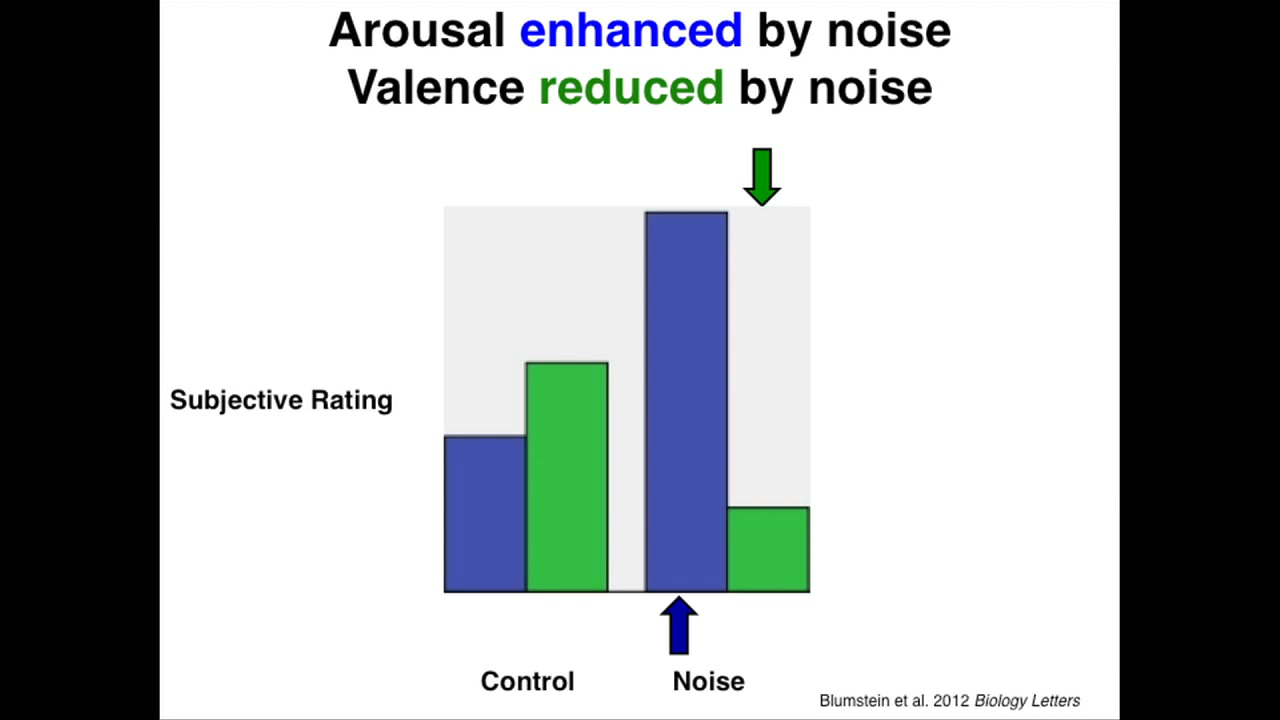 Arousal enhanced by noise
Valence reduced by noise
Subjective Rating
Control
Noise
Blumstein et al. 2012 Biology Letters